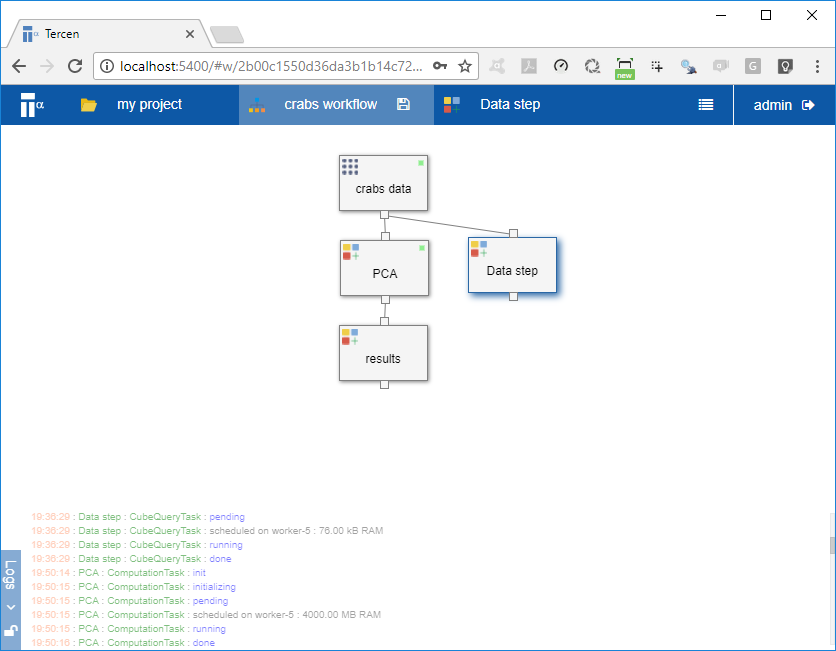 Tercen
localhost:5400/#w/2b00c1550d36da3b1b14c72...
new
my project
crabs workflow
Data step
admin
crabs data
PCA
Data step
results
19:36:29 : Data step : CubeQueryTask : pending
19:36:29 : Data step : CubeQueryTask : scheduled on worker-5 : 76.00 kB RAM
19:36:29 : Data step : CubeQueryTask : running
19:36:29 : Data step : CubeQueryTask : done
19:50:14 : PCA : ComputationTask : init
19:50:15 : PCA : ComputationTask : initializing
19:50:15 : PCA : ComputationTask : pending
19:50:15 : PCA : ComputationTask : scheduled on worker-5 : 4000.00 MB RAM
19:50:15 : PCA : ComputationTask : running
19:50:16 : PCA : ComputationTask : done
Logs